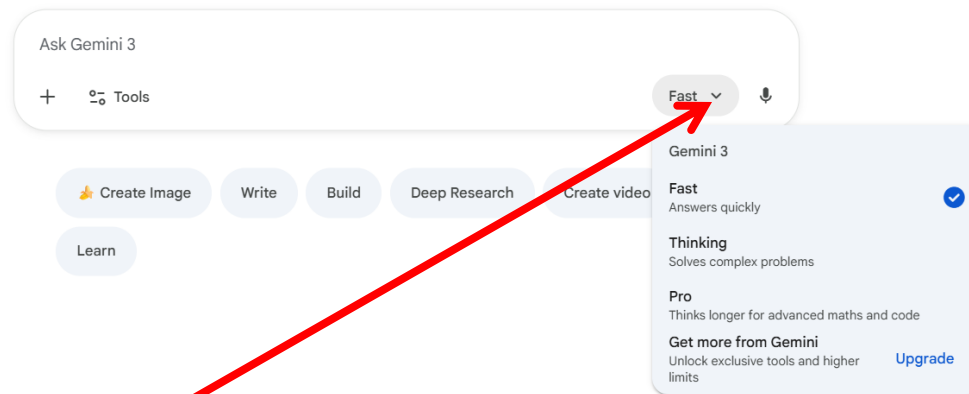 Ask Gemini 3
Tools
Fast
Gemini 3
Fast
Answers quickly
Thinking
Solves complex problems
Pro
Thinks longer for advanced maths and code
Get more from Gemini
Unlock exclusive tools and higher
limits
Upgrade
Create Image
Write
Build
Deep Research
Create video
Learn